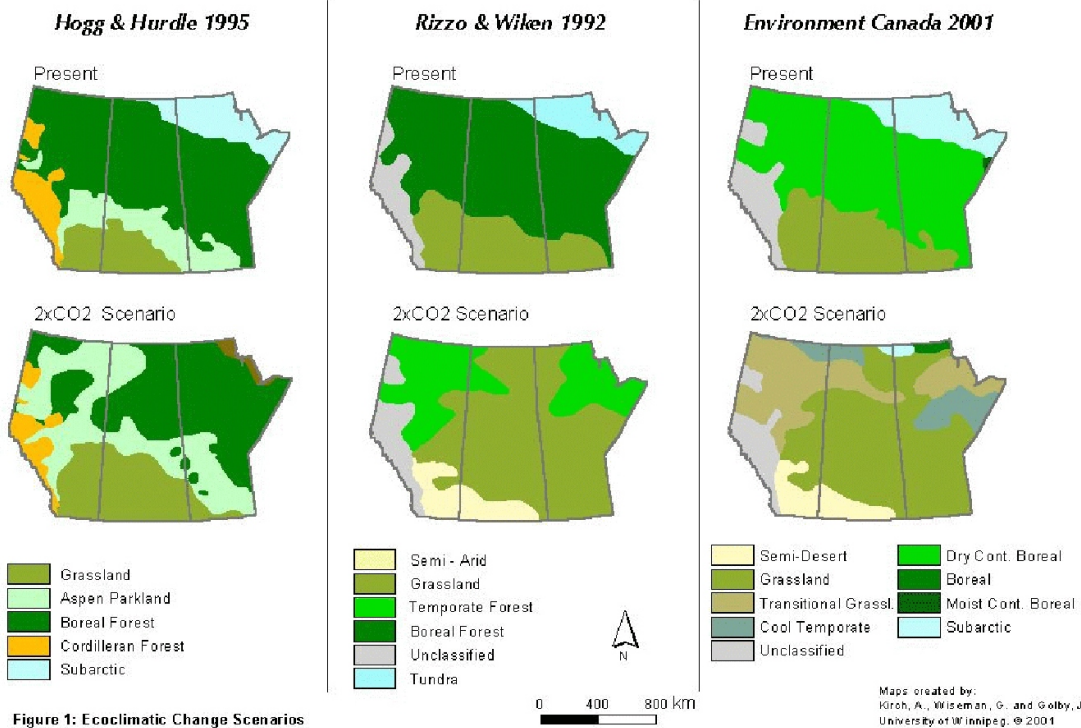 Hogg & Hurdle 1995
Present
2xCO2 Scenario
Grassland
Aspen Parkland
Boreal Forest
Cordilleran Forest
Subarctic
Figure 1: Ecoclimatic Change Scenarios
Rizzo & Wiken 1992
Present
2xCO2 Scenario
Semi - Arid
Grassland
Temporate Forest
Boreal Forest
Unclassified
Tundra
N
0 400 800 km
Environment Canada 2001
Present
2xCO2 Scenario
Semi-Desert
Grassland
Transitional Grassl.
Cool Temporate
Unclassified
Dry Cont. Boreal
Boreal
Moist Cont. Boreal
Subarctic
Maps created by:
Kirch, A., Wiseman, G. and Golby, J
University of Winnipeg. © 2001